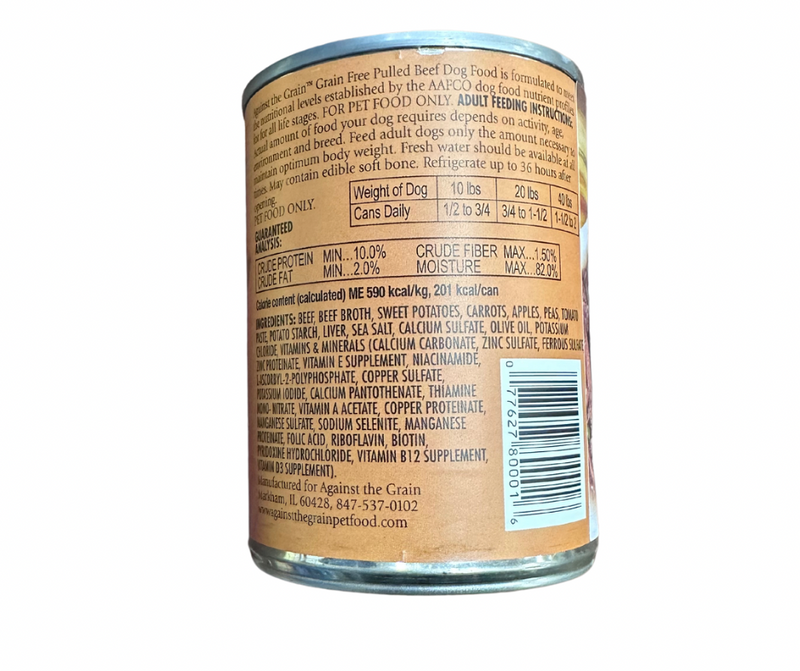 Against the Grain™ Grain Free Pulled Beef Dog Food is formulated to meet
the nutritional levels established by the AAFCO dog food nutrient profiles
for all life stages. FOR PET FOOD ONLY. ADULT FEEDING INSTRUCTIONS:
Actual amount of food your dog requires depends on activity, age,
environment and breed. Feed adult dogs only the amount necessary to
maintain optimum body weight. Fresh water should be available at all
times. May contain edible soft bone. Refrigerate up to 36 hours after
opening.
PET FOOD ONLY.
Weight of Dog 10 lbs 20 lbs 40 lbs
Cans Daily 1/2 to 3/4 3/4 to 1-1/2 1-1/2 to 2
GUARANTEED
ANALYSIS:
CRUDE PROTEIN MIN...10.0% CRUDE FIBER MAX...1.50%
CRUDE FAT MIN...2.0% MOISTURE MAX...82.0%
Calorie content (calculated) ME 590 kcal/kg, 201 kcal/can
INGREDIENTS: BEEF, BEEF BROTH, SWEET POTATOES, CARROTS, APPLES, PEAS, TOMATO
PASTE, POTATO STARCH, LIVER, SEA SALT, CALCIUM SULFATE, OLIVE OIL, POTASSIUM
CHLORIDE, VITAMINS & MINERALS (CALCIUM CARBONATE, ZINC SULFATE, FERROUS SULFATE
ZINC PROTEINATE, VITAMIN E SUPPLEMENT, NIACINAMIDE,
L-ASCORBYL-2-POLYPHOSPHATE, COPPER SULFATE,
POTASSIUM IODIDE, CALCIUM PANTOTHENATE, THIAMINE
MONO- NITRATE, VITAMIN A ACETATE, COPPER PROTEINATE,
MANGANESE SULFATE, SODIUM SELENITE, MANGANESE
PROTEINATE, FOLIC ACID, RIBOFLAVIN, BIOTIN,
PYRIDOXINE HYDROCHLORIDE, VITAMIN B12 SUPPLEMENT,
VITAMIN D3 SUPPLEMENT).
Manufactured for Against the Grain
Markham, IL 60428, 847-537-0102
www.againstthegrainpetfood.com
0 77627 80001 6